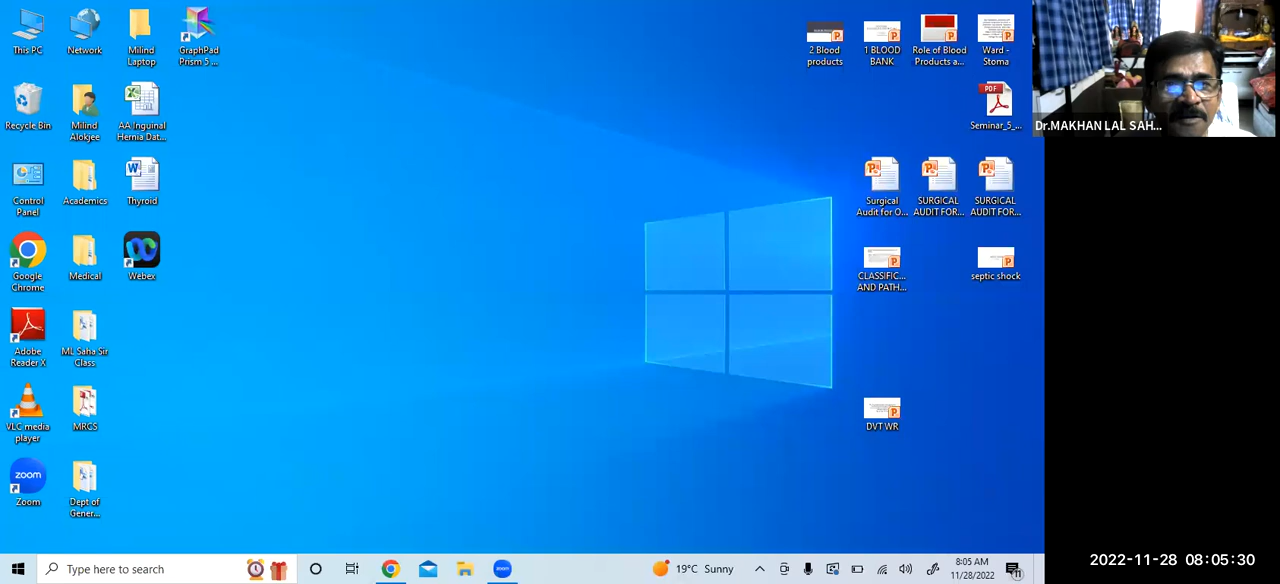 This PC
Network
Milind
Laptop
GraphPad
Prism 5 ...
2 Blood
products
1 BLOOD
BANK
Role of Blood
Products a...
Ward -
Stoma
Recycle Bin
Milind
Alokjee
AA Inguinal
Hernia Dat...
PDF
Seminar_5_...
Dr.MAKHAN LAL SAH...
Control
Panel
Academics
Thyroid
Surgical
Audit for O...
SURGICAL
AUDIT FOR...
SURGICAL
AUDIT FOR...
Google
Chrome
Medical
Webex
CLASSIFIC...
AND PATH...
septic shock
Adobe
Reader X
ML Saha Sir
Class
VLC media
player
MRCS
DVT WR
zoom
Zoom
Dept of
Gener...
Type here to search
zoom
19°C Sunny
8:05 AM
11/28/2022
11
2022-11-28 08:05:30